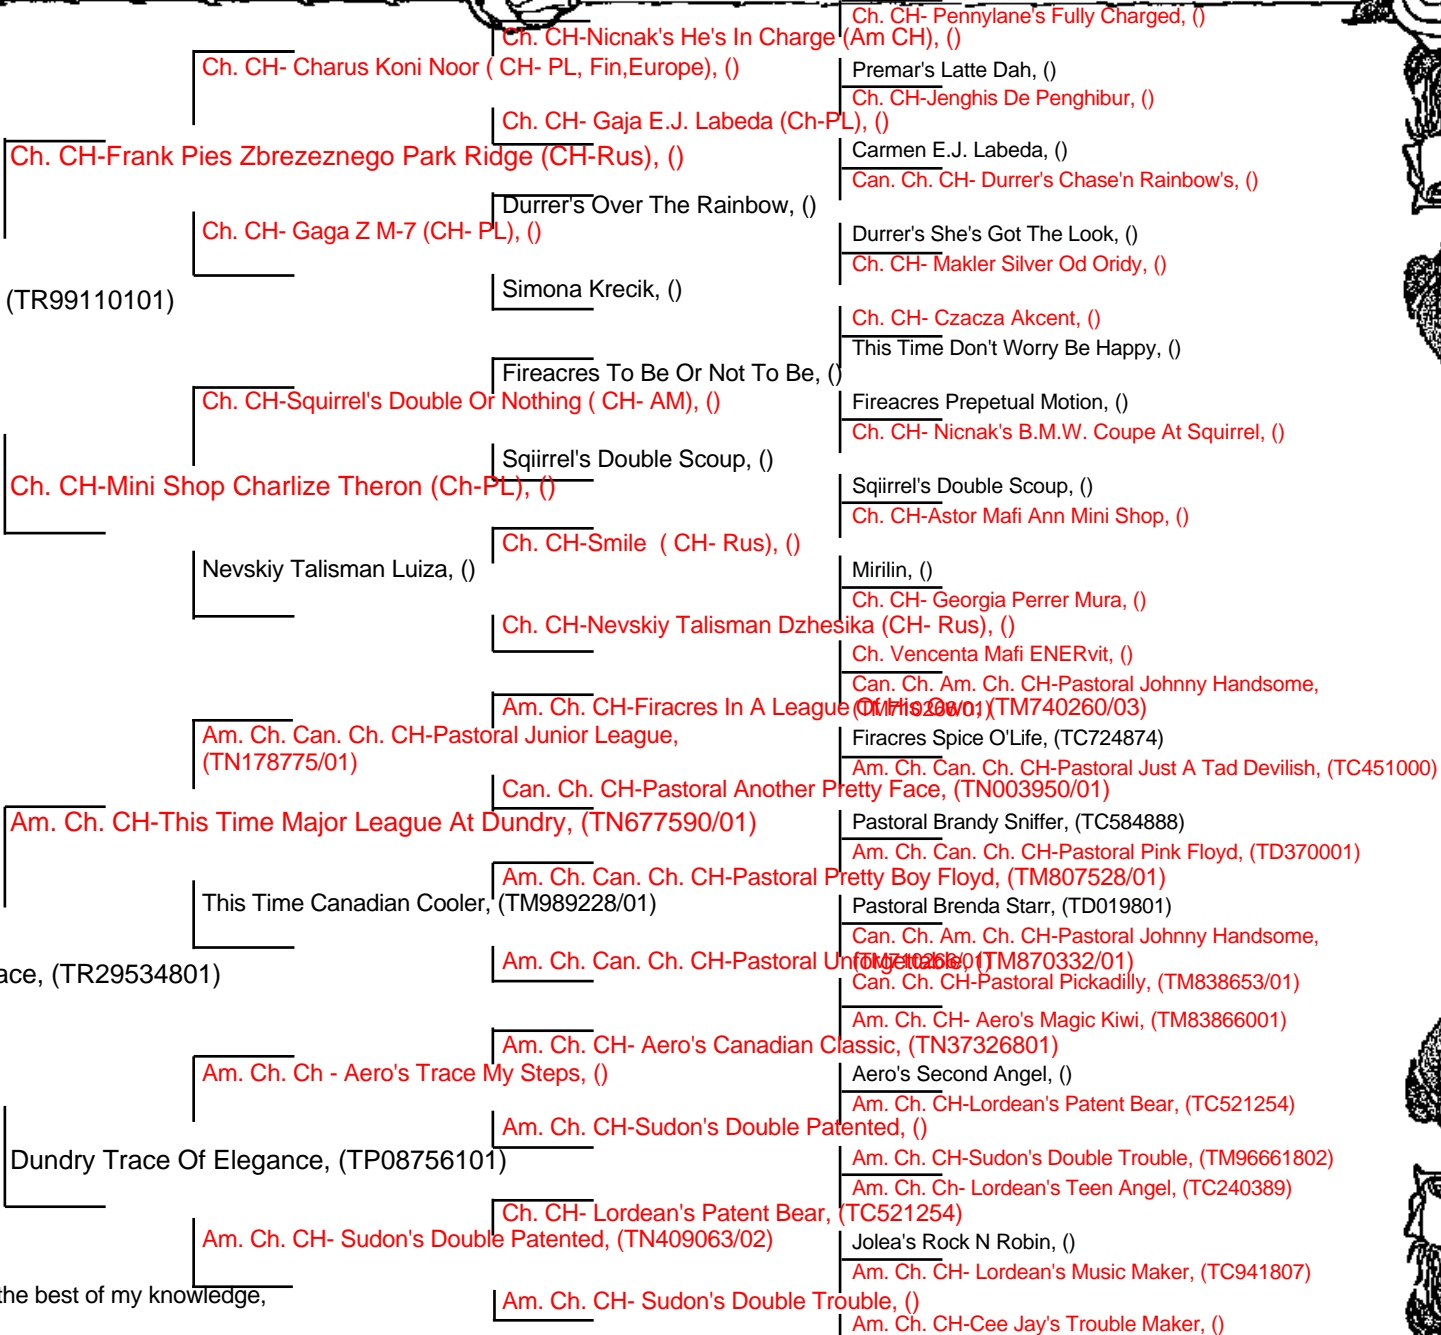 Ch. CH- Pennylane's Fully Charged, ()
Ch. CH-Nicnak's He's In Charge (Am CH), ()
Ch. CH- Charus Koni Noor ( CH- PL, Fin,Europe), ()
Premar's Latte Dah, ()
Ch. CH-Jenghis De Penghibur, ()
Ch. CH- Gaja E.J. Labeda (Ch-PL), ()
Carmen E.J. Labeda, ()
Ch. CH-Frank Pies Zbrezeznego Park Ridge (CH-Rus), ()
Can. Ch. CH- Durrer's Chase'n Rainbow's, ()
Durrer's Over The Rainbow, ()
Ch. CH- Gaga Z M-7 (CH- PL), ()
Durrer's She's Got The Look, ()
Ch. CH- Makler Silver Od Oridy, ()
Simona Krecik, ()
(TR99110101)
Ch. CH- Czacza Akcent, ()
This Time Don't Worry Be Happy, ()
Fireacres To Be Or Not To Be, ()
Ch. CH-Squirrel's Double Or Nothing ( CH- AM), ()
Fireacres Prepetual Motion, ()
Ch. CH- Nicnak's B.M.W. Coupe At Squirrel, ()
Sqiirrel's Double Scoup, ()
Ch. CH-Mini Shop Charlize Theron (Ch-PL), ()
Sqiirrel's Double Scoup, ()
Ch. CH-Astor Mafi Ann Mini Shop, ()
Ch. CH-Smile  ( CH- Rus), ()
Nevskiy Talisman Luiza, ()
Mirilin, ()
Ch. CH- Georgia Perrer Mura, ()
Ch. CH-Nevskiy Talisman Dzhesika (CH- Rus), ()
Ch. Vencenta Mafi ENERvit, ()
Can. Ch. Am. Ch. CH-Pastoral Johnny Handsome,
(TM710266/01)
Am. Ch. CH-Firacres In A League Of His Own, (TM740260/03)
Am. Ch. Can. Ch. CH-Pastoral Junior League,
(TN178775/01)
Firacres Spice O'Life, (TC724874)
Am. Ch. Can. Ch. CH-Pastoral Just A Tad Devilish, (TC451000)
Can. Ch. CH-Pastoral Another Pretty Face, (TN003950/01)
Am. Ch. CH-This Time Major League At Dundry, (TN677590/01)
Pastoral Brandy Sniffer, (TC584888)
Am. Ch. Can. Ch. CH-Pastoral Pink Floyd, (TD370001)
Am. Ch. Can. Ch. CH-Pastoral Pretty Boy Floyd, (TM807528/01)
This Time Canadian Cooler, (TM989228/01)
Pastoral Brenda Starr, (TD019801)
Can. Ch. Am. Ch. CH-Pastoral Johnny Handsome,
(TM710266/01)
Am. Ch. Can. Ch. CH-Pastoral Unforgettable, (TM870332/01)
ace, (TR29534801)
Can. Ch. CH-Pastoral Pickadilly, (TM838653/01)
Am. Ch. CH- Aero's Magic Kiwi, (TM83866001)
Am. Ch. CH- Aero's Canadian Classic, (TN37326801)
Am. Ch. Ch - Aero's Trace My Steps, ()
Aero's Second Angel, ()
Am. Ch. CH-Lordean's Patent Bear, (TC521254)
Am. Ch. CH-Sudon's Double Patented, ()
Dundry Trace Of Elegance, (TP08756101)
Am. Ch. CH-Sudon's Double Trouble, (TM96661802)
Am. Ch. Ch- Lordean's Teen Angel, (TC240389)
Ch. CH- Lordean's Patent Bear, (TC521254)
Am. Ch. CH- Sudon's Double Patented, (TN409063/02)
Jolea's Rock N Robin, ()
Am. Ch. CH- Lordean's Music Maker, (TC941807)
the best of my knowledge,
Am. Ch. CH- Sudon's Double Trouble, ()
Am. Ch. CH-Cee Jay's Trouble Maker, ()